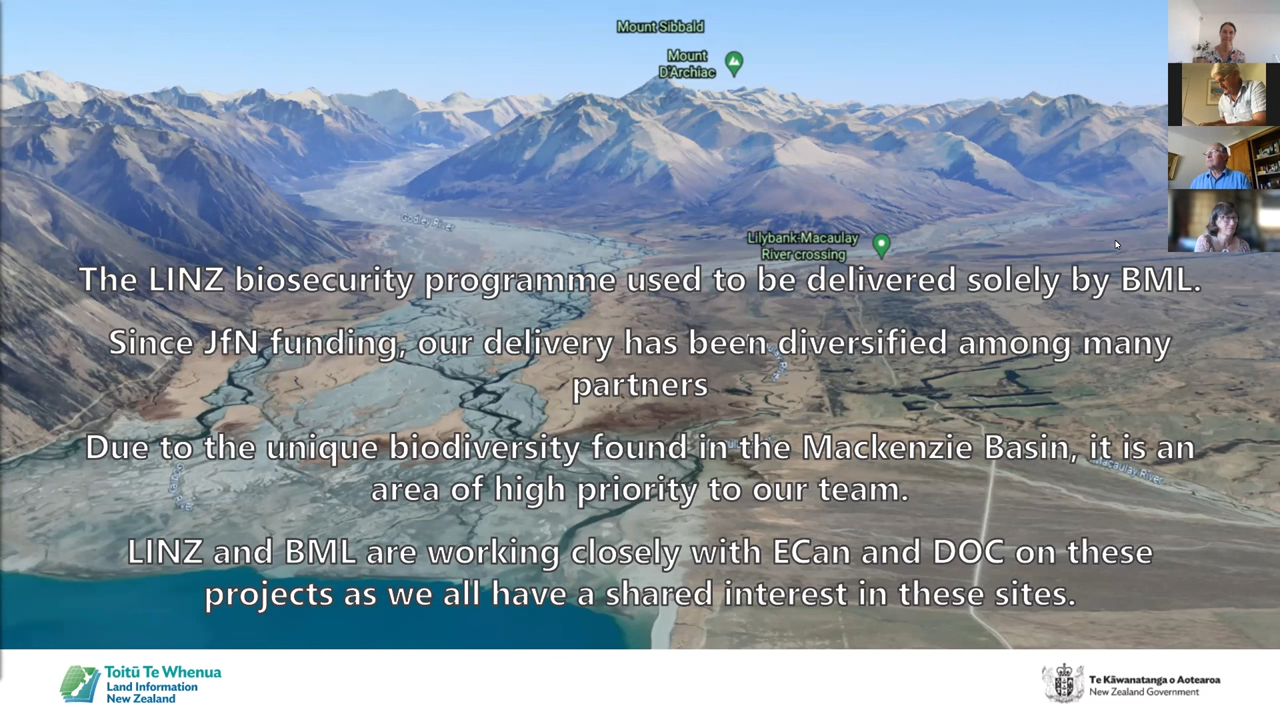 Mount Sibbald
Mount
D'Archiac
Godley River
Lilybank-Macaulay
River crossing
The LINZ biosecurity programme used to be delivered solely by BML.
Since JfN funding, our delivery has been diversified among many
partners
Due to the unique biodiversity found in the Mackenzie Basin, it is an
area of high priority to our team.
Macaulay River
LINZ and BML are working closely with ECan and DOC on these
projects as we all have a shared interest in these sites.
Toitū Te Whenua
Land Information
New Zealand
Te Kāwanatanga o Aotearoa
New Zealand Government